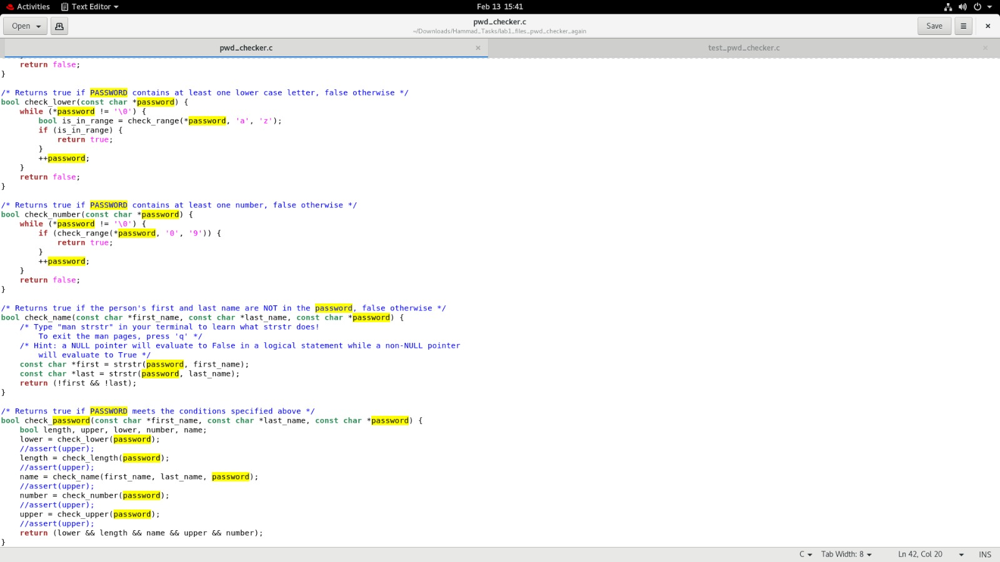 Activities Text Editor Feb 13 15:41
Open pwd_checker.c Save
~/Downloads/Hammad_Tasks/lab1_files_pwd_checker_again
pwd_checker.c test_pwd_checker.c
    return false;
}

/* Returns true if PASSWORD contains at least one lower case letter, false otherwise */
bool check_lower(const char *password) {
    while (*password != '\0') {
        bool is_in_range = check_range(*password, 'a', 'z');
        if (is_in_range) {
            return true;
        }
        ++password;
    }
    return false;
}

/* Returns true if PASSWORD contains at least one number, false otherwise */
bool check_number(const char *password) {
    while (*password != '\0') {
        if (check_range(*password, '0', '9')) {
            return true;
        }
        ++password;
    }
    return false;
}

/* Returns true if the person's first and last name are NOT in the password, false otherwise */
bool check_name(const char *first_name, const char *last_name, const char *password) {
    /* Type "man strstr" in your terminal to learn what strstr does!
        To exit the man pages, press 'q' */
    /* Hint: a NULL pointer will evaluate to False in a logical statement while a non-NULL pointer
        will evaluate to True */
    const char *first = strstr(password, first_name);
    const char *last = strstr(password, last_name);
    return (!first && !last);
}

/* Returns true if PASSWORD meets the conditions specified above */
bool check_password(const char *first_name, const char *last_name, const char *password) {
    bool length, upper, lower, number, name;
    lower = check_lower(password);
    //assert(upper);
    length = check_length(password);
    //assert(upper);
    name = check_name(first_name, last_name, password);
    //assert(upper);
    number = check_number(password);
    //assert(upper);
    upper = check_upper(password);
    //assert(upper);
    return (lower && length && name && upper && number);
}
C Tab Width: 8 Ln 42, Col 20 INS